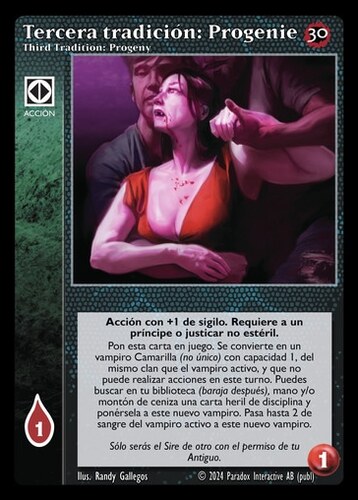 Tercera tradición: Progenie 30
Third Tradition: Progeny
ACCIÓN
Acción con +1 de sigilo. Requiere a un
príncipe o justicar no estéril.
Pon esta carta en juego. Se convierte en un
vampiro Camarilla (no único) con capacidad 1, del
mismo clan que el vampiro activo, y que
no puede realizar acciones en este turno. Puedes
buscar en tu biblioteca (baraja después), mano y/o
montón de ceniza una carta heril de disciplina y
ponérsela a este nuevo vampiro. Pasa hasta 2 de
sangre del vampiro activo a este nuevo vampiro.
Sólo serás el Sire de otro con el permiso de tu
Antiguo.
1
1
Ilus. Randy Gallegos
© 2024 Paradox Interactive AB (publ)